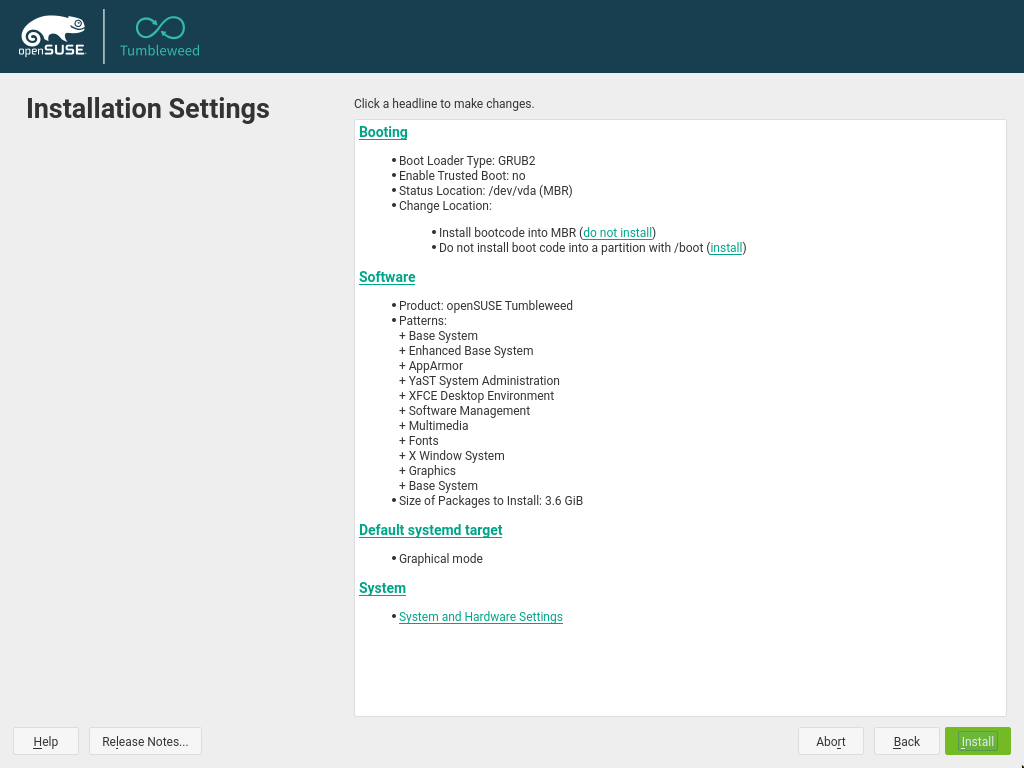 openSUSE
Tumbleweed
Installation Settings
Click a headline to make changes.
Booting
• Boot Loader Type: GRUB2
• Enable Trusted Boot: no
• Status Location: /dev/vda (MBR)
• Change Location:
• Install bootcode into MBR (do not install)
• Do not install boot code into a partition with /boot (install)
Software
• Product: openSUSE Tumbleweed
• Patterns:
+ Base System
+ Enhanced Base System
+ AppArmor
+ YaST System Administration
+ XFCE Desktop Environment
+ Software Management
+ Multimedia
+ Fonts
+ X Window System
+ Graphics
+ Base System
• Size of Packages to Install: 3.6 GiB
Default systemd target
• Graphical mode
System
• System and Hardware Settings
Help Release Notes... Abort Back Install